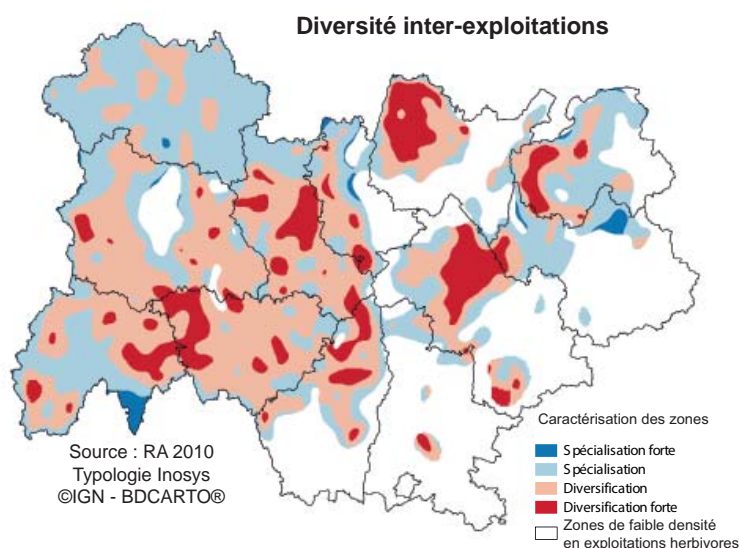 Diversité inter-exploitations
Source : RA 2010
Typologie Inosys
©IGN - BDCARTO®
Caractérisation des zones
Spécialisation forte
Spécialisation
Diversification
Diversification forte
Zones de faible densité
en exploitations herbivores